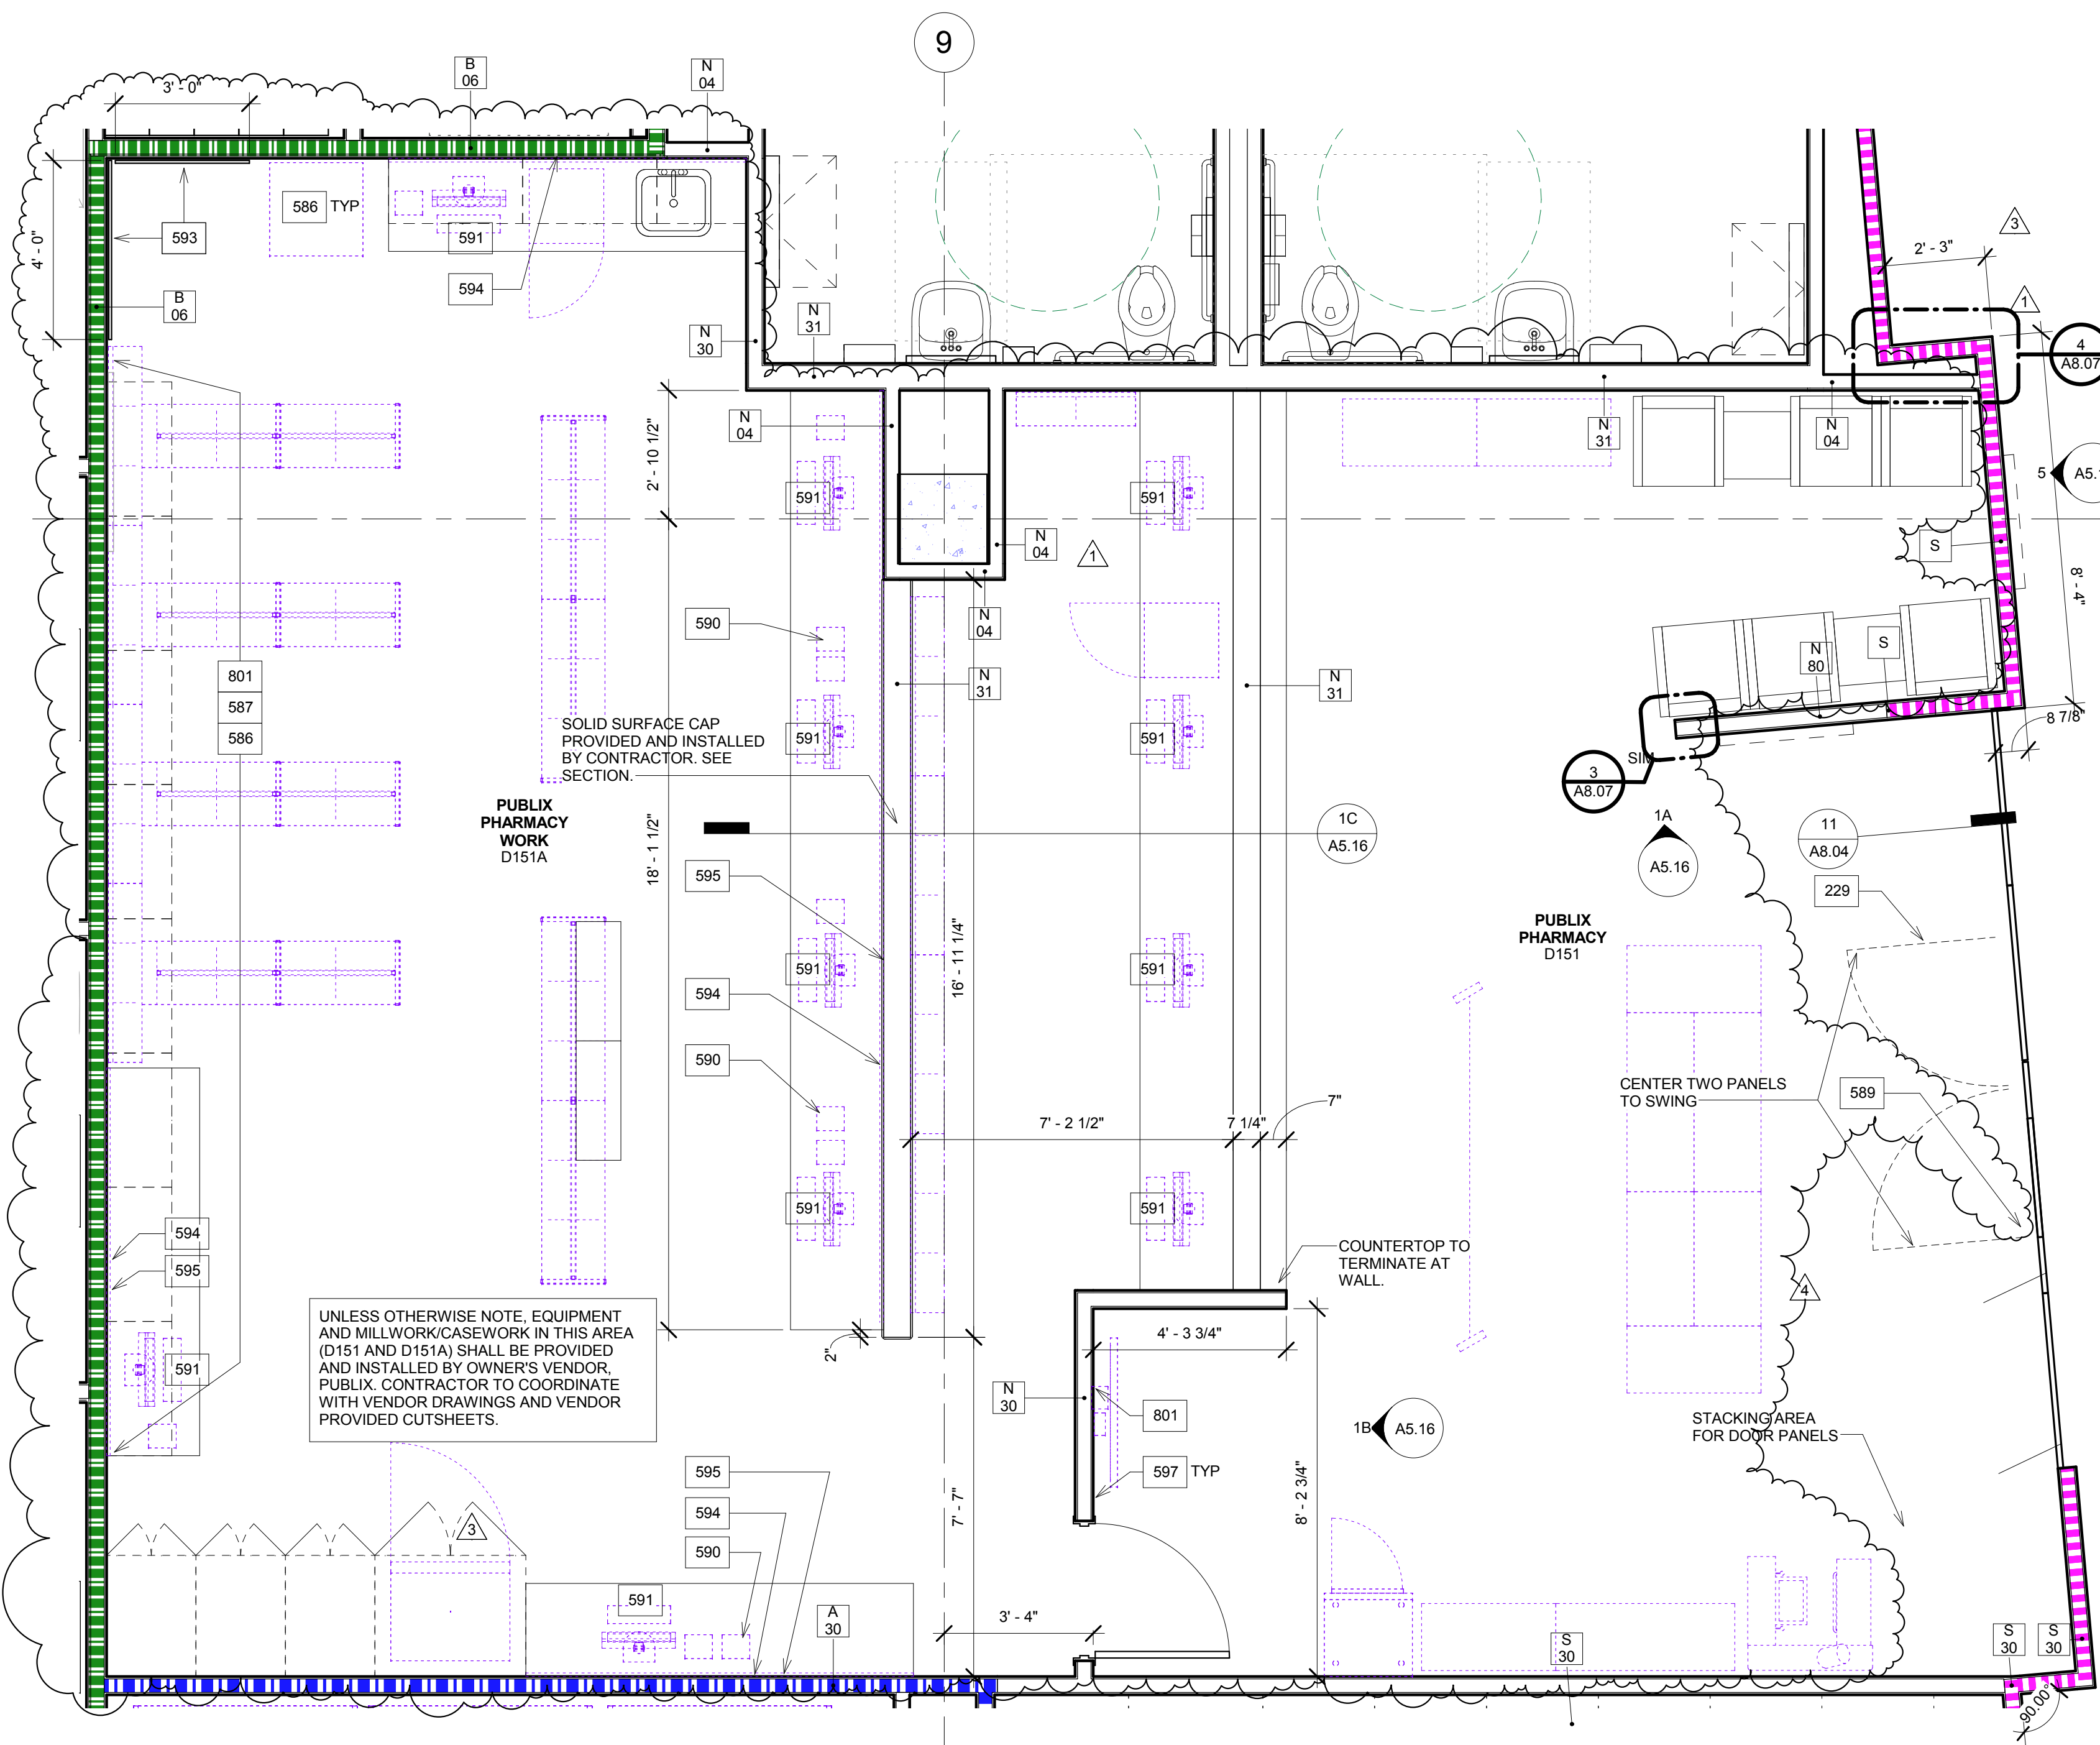 9
B
06
N
04
3' - 0"
3
2' - 3"
586 TYP
591
593
4' - 0"
594
B
06
N
31
N
30
1
4
A8.07
N
04
2' - 10 1/2"
N
31
N
04
591
591
5
A5.1
N
04
1
S
8' - 4"
590
N
04
N
80
S
801
587
586
N
31
N
31
8 7/8"
SOLID SURFACE CAP
PROVIDED AND INSTALLED
BY CONTRACTOR. SEE
SECTION.
591
591
SIM
3
A8.07
PUBLIX
PHARMACY
WORK
D151A
18' - 1 1/2"
1C
A5.16
1A
A5.16
11
A8.04
595
229
16' - 11 1/4"
PUBLIX
PHARMACY
D151
591
591
594
590
CENTER TWO PANELS
TO SWING
589
7' - 2 1/2"
7 1/4"
7"
591
591
594
595
COUNTERTOP TO
TERMINATE AT
WALL.
4
UNLESS OTHERWISE NOTE, EQUIPMENT
AND MILLWORK/CASEWORK IN THIS AREA
(D151 AND D151A) SHALL BE PROVIDED
AND INSTALLED BY OWNER'S VENDOR,
PUBLIX. CONTRACTOR TO COORDINATE
WITH VENDOR DRAWINGS AND VENDOR
PROVIDED CUTSHEETS.
591
2"
4' - 3 3/4"
N
30
801
1B
A5.16
STACKING AREA
FOR DOOR PANELS
595
597 TYP
594
590
3
7' - 7"
8' - 2 3/4"
591
A
30
3' - 4"
S
30
S
30
S
30
90.00°